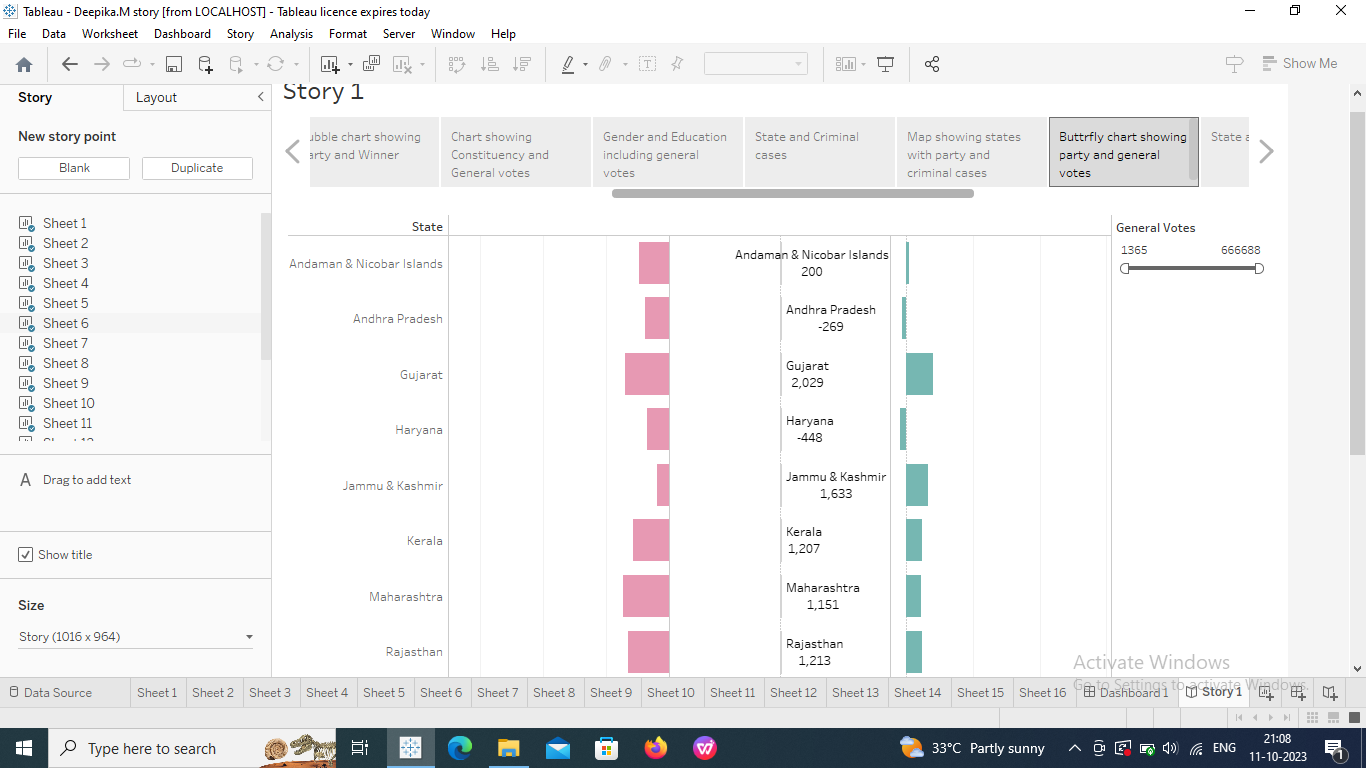 Tableau - Deepika.M story [from LOCALHOST] - Tableau licence expires today
File Data Worksheet Dashboard Story Analysis Format Server Window Help
Show Me
Story Layout
New story point
Blank Duplicate
Sheet 1
Sheet 2
Sheet 3
Sheet 4
Sheet 5
Sheet 6
Sheet 7
Sheet 8
Sheet 9
Sheet 10
Sheet 11
A Drag to add text
Show title
Size
Story (1016 x 964)
Story 1
ubble chart showing
arty and Winner
Chart showing
Constituency and
General votes
Gender and Education
including general
votes
State and Criminal
cases
Map showing states
with party and
criminal cases
Buttrfly chart showing
party and general
votes
State a
State
Andaman & Nicobar Islands
Andhra Pradesh
Gujarat
Haryana
Jammu & Kashmir
Kerala
Maharashtra
Rajasthan
Andaman & Nicobar Islands
200
Andhra Pradesh
-269
Gujarat
2,029
Haryana
-448
Jammu & Kashmir
1,633
Kerala
1,207
Maharashtra
1,151
Rajasthan
1,213
General Votes
1365 666688
Activate Windows
Go to Settings to activate Windows.
Data Source Sheet 1 Sheet 2 Sheet 3 Sheet 4 Sheet 5 Sheet 6 Sheet 7 Sheet 8 Sheet 9 Sheet 10 Sheet 11 Sheet 12 Sheet 13 Sheet 14 Sheet 15 Sheet 16 Dashboard 1 Story 1
Type here to search
33°C Partly sunny
ENG
21:08
11-10-2023
1